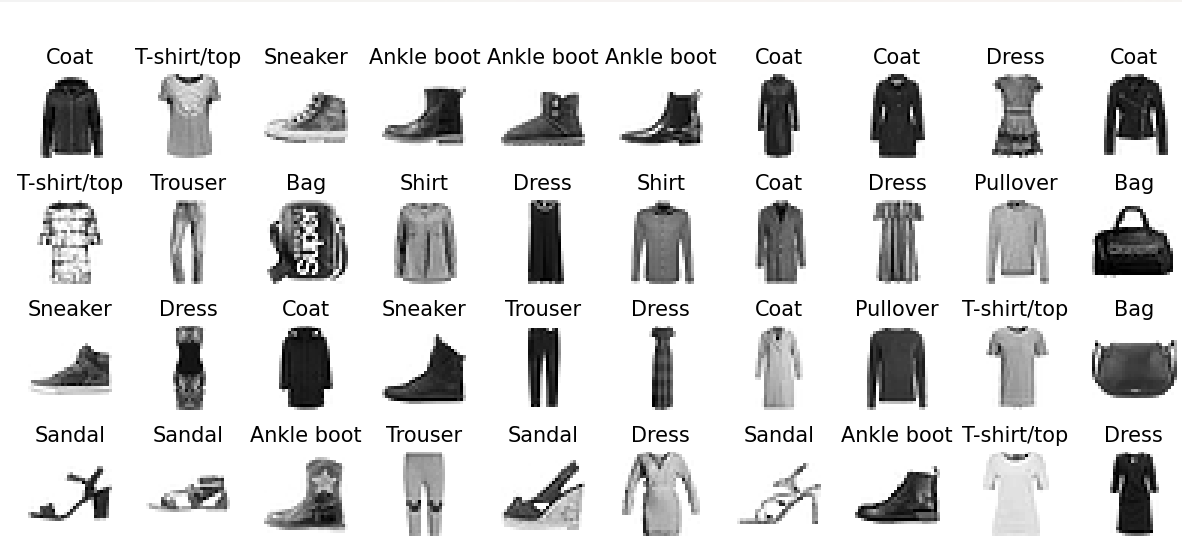 Coat T-shirt/top Sneaker Ankle boot Ankle boot Ankle boot Coat Coat Dress Coat
T-shirt/top Trouser Bag Shirt Dress Shirt Coat Dress Pullover Bag
Super
Sneaker Dress Coat Sneaker Trouser Dress Coat Pullover T-shirt/top Bag
Sandal Sandal Ankle boot Trouser Sandal Dress Sandal Ankle boot T-shirt/top Dress